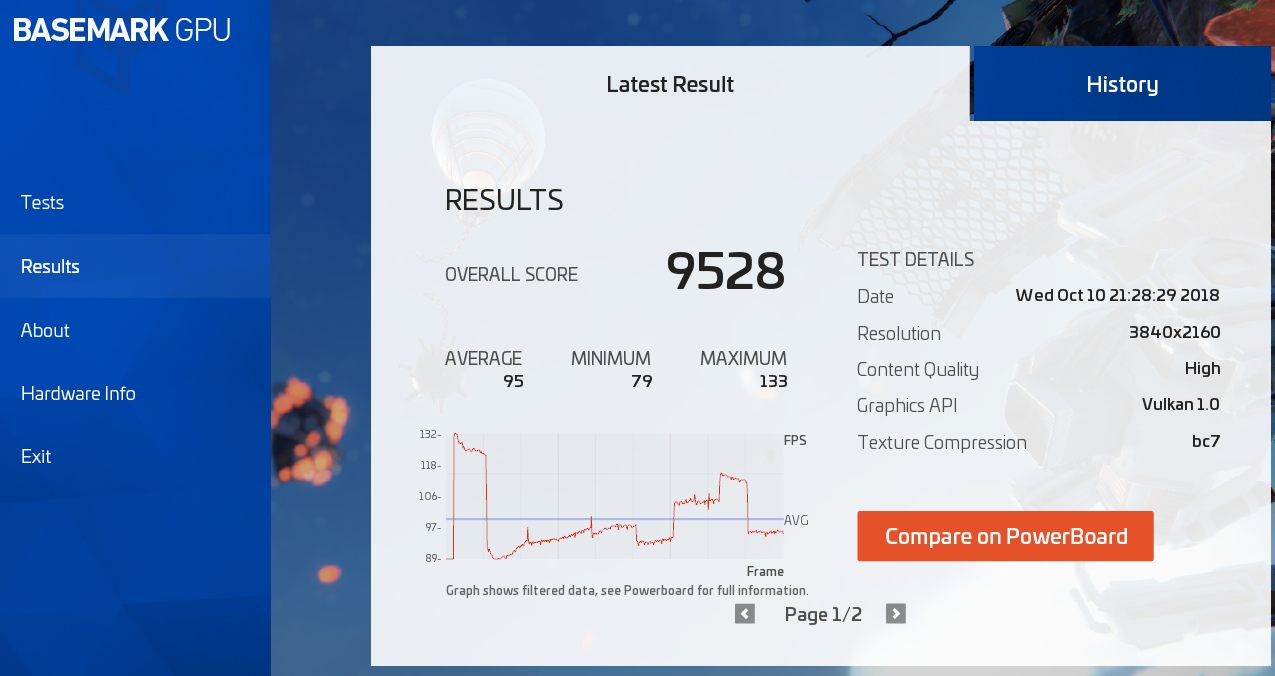 BASEMARK GPU
Tests
Results
About
Hardware Info
Exit
Latest Result
History
RESULTS
OVERALL SCORE 9528
AVERAGE MINIMUM MAXIMUM
95 79 133
132-
118-
106-
97-
89-
FPS
AVG
Frame
Graph shows filtered data, see Powerboard for full information.
TEST DETAILS
Date Wed Oct 10 21:28:29 2018
Resolution 3840x2160
Content Quality High
Graphics API Vulkan 1.0
Texture Compression bc7
Compare on PowerBoard
Page 1/2